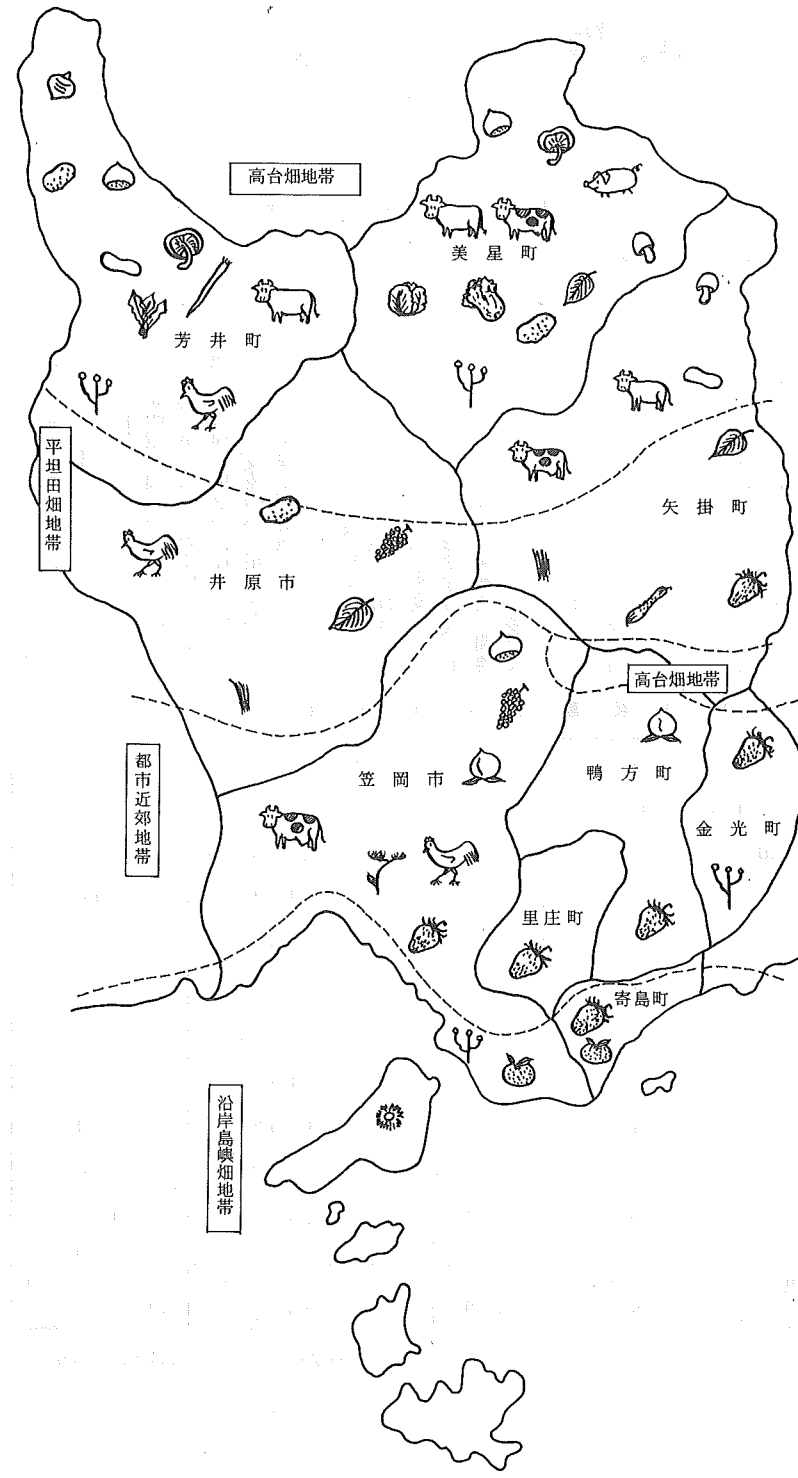 高台畑地帯
美星町
芳井町
平坦田畑地帯
矢掛町
井原市
高台畑地帯
都市近郊地帯
笠岡市
鴨方町
金光町
里庄町
寄島町
沿岸島嶼畑地帯